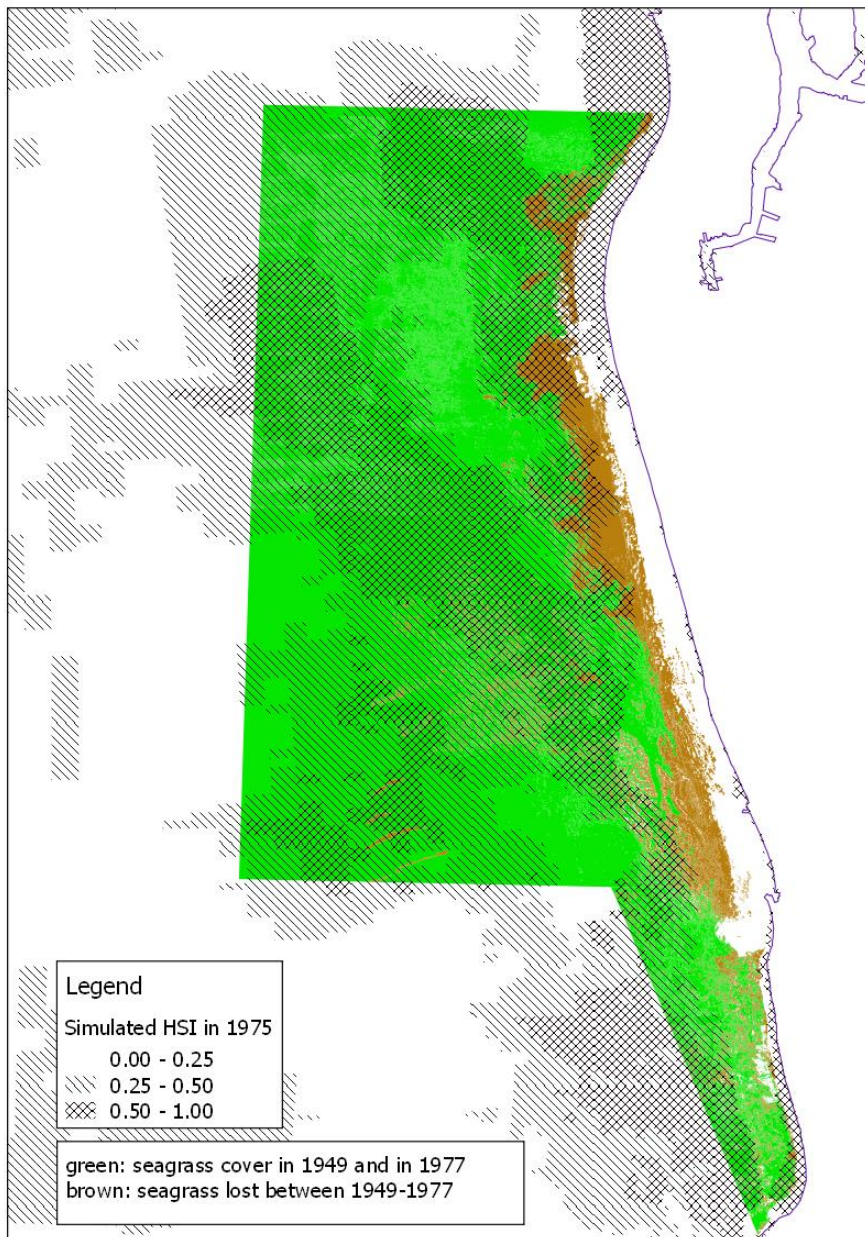 Legend
Simulated HSI in 1975
0.00 - 0.25
0.25 - 0.50
0.50 - 1.00
green: seagrass cover in 1949 and in 1977
brown: seagrass lost between 1949-1977